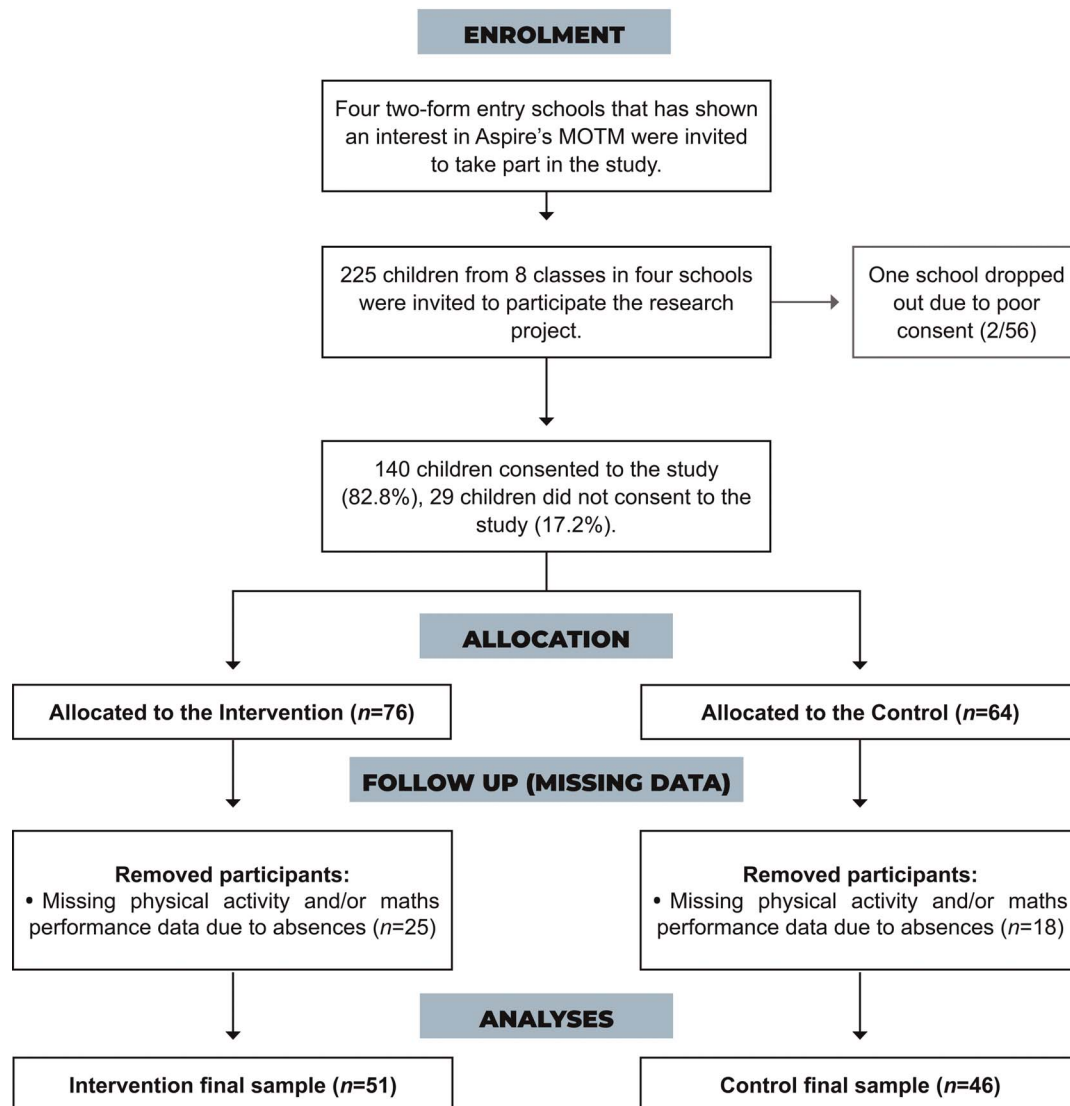 ENROLMENT
Four two-form entry schools that has shown
an interest in Aspire's MOTM were invited
to take part in the study.
225 children from 8 classes in four schools
were invited to participate the research
project.
One school dropped
out due to poor
consent (2/56)
140 children consented to the study
(82.8%), 29 children did not consent to the
study (17.2%).
ALLOCATION
Allocated to the Intervention (n=76)
Allocated to the Control (n=64)
FOLLOW UP (MISSING DATA)
Removed participants:
• Missing physical activity and/or maths
performance data due to absences (n=25)
Removed participants:
• Missing physical activity and/or maths
performance data due to absences (n=18)
ANALYSES
Intervention final sample (n=51)
Control final sample (n=46)